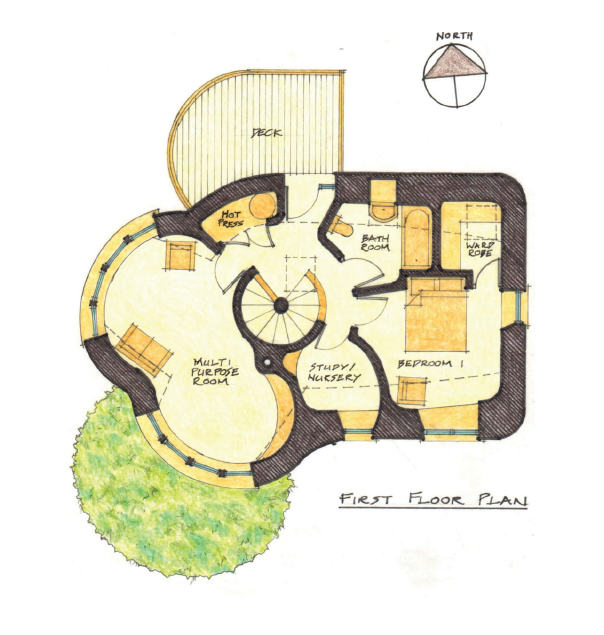 NORTH
DECK
HOT
PRESS
BATH
ROOM
WARD
ROBE
MULTI
PURPOSE
ROOM
STUDY/
NURSERY
BEDROOM 1
FIRST FLOOR PLAN